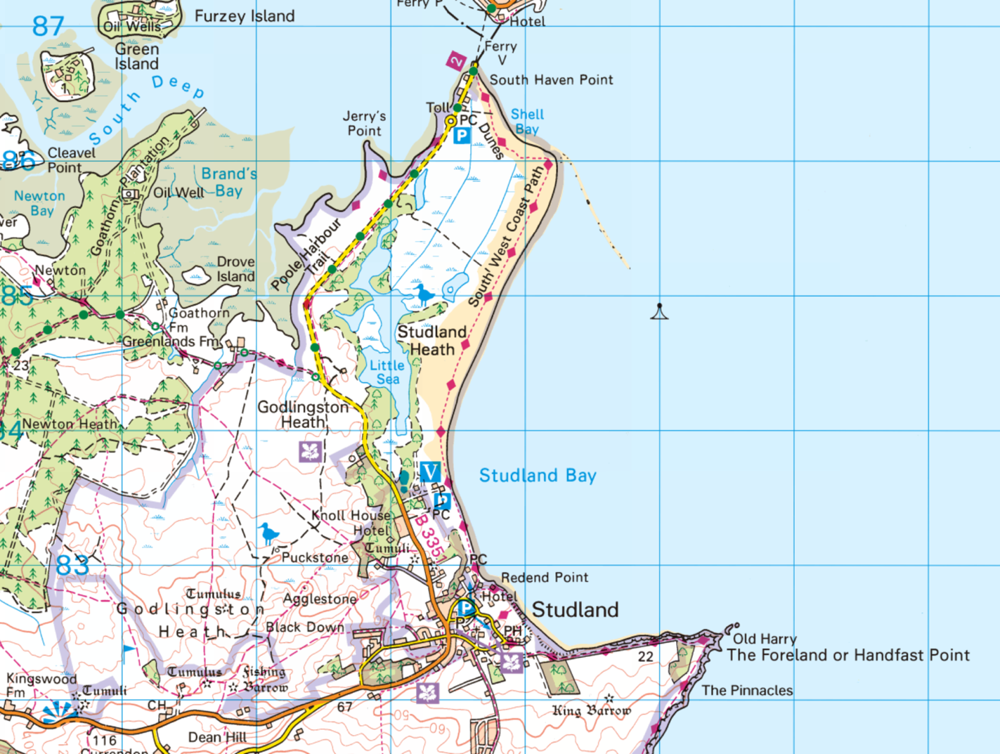 87
Furzey Island
Oil Wells
Hotel
Ferry P
Ferry
V
Green
Island
2
1
South Haven Point
South Deep
Toll
PC
P
Dunes
Shell
Bay
Jerry's
Point
Cleavel
Point
86
Newton
Bay
Brand's
Bay
Oil Well
Goathorn Plantation
South West Coast Path
Poole Harbour
Trail
Drove
Island
Newton
85
Goathorn
Fm
Greenlands Fm
23
Studland
Heath
Little
Sea
Godlingston
Heath
Newton Heath
V
P
PC
Studland Bay
Knoll House
Hotel
B 3351
Tumuli
Puckstone
83
PC
Redend Point
Tumulus
Godlingston
Heath
Agglestone
Hotel
P
Studland
Black Down
P
PH
Old Harry
The Foreland or Handfast Point
22
Tumulus
Fishing
Barrow
Kingswood
Fm
Tumuli
The Pinnacles
CH
67
King Barrow
50
60
116
Dean Hill